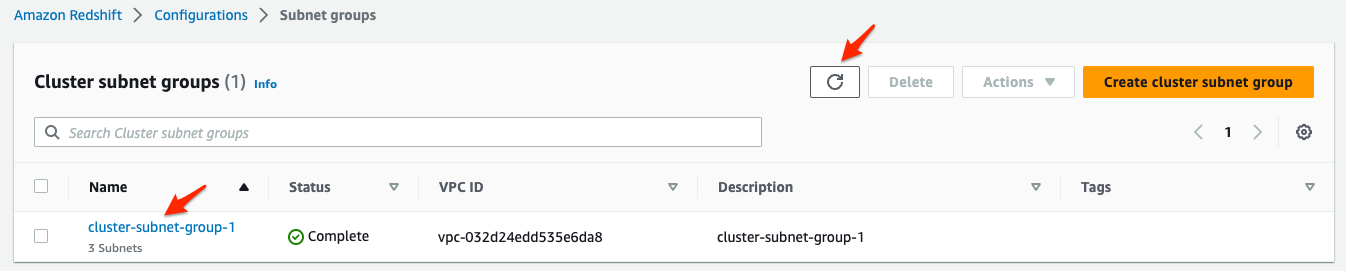 Amazon Redshift > Configurations > Subnet groups
Cluster subnet groups (1) Info
Delete Actions Create cluster subnet group
Search Cluster subnet groups
1
Name Status VPC ID Description Tags
cluster-subnet-group-1 Complete vpc-032d24edd535e6da8 cluster-subnet-group-1
3 Subnets